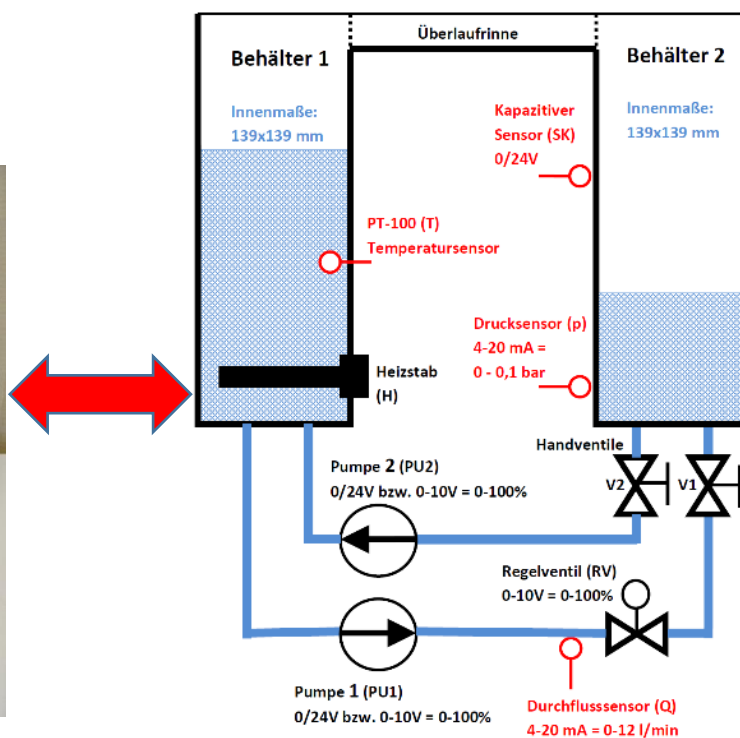 Überlaufrinne
Behälter 1
Innenmaße:
139x139 mm
Behälter 2
Innenmaße:
139x139 mm
Kapazitiver
Sensor (SK)
0/24V
PT-100 (T)
Temperatursensor
Drucksensor (p)
4-20 mA =
0 - 0,1 bar
Heizstab
(H)
Handventile
V2
V1
Pumpe 2 (PU2)
0/24V bzw. 0-10V = 0-100%
Regelventil (RV)
0-10V = 0-100%
Pumpe 1 (PU1)
0/24V bzw. 0-10V = 0-100%
Durchflusssensor (Q)
4-20 mA = 0-12 l/min